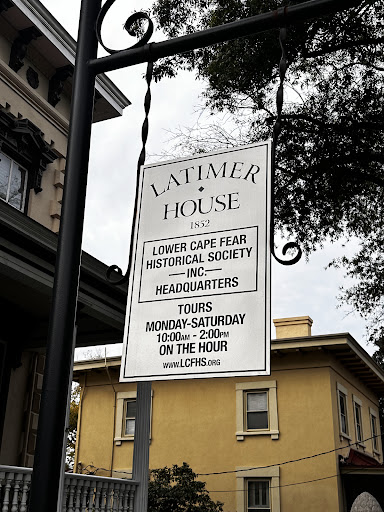 LATIMER
HOUSE
1852
LOWER CAPE FEAR
HISTORICAL SOCIETY
—INC.—
HEADQUARTERS
TOURS
MONDAY-SATURDAY
10:00AM - 2:00PM
ON THE HOUR
WWW.LCFHS.ORG